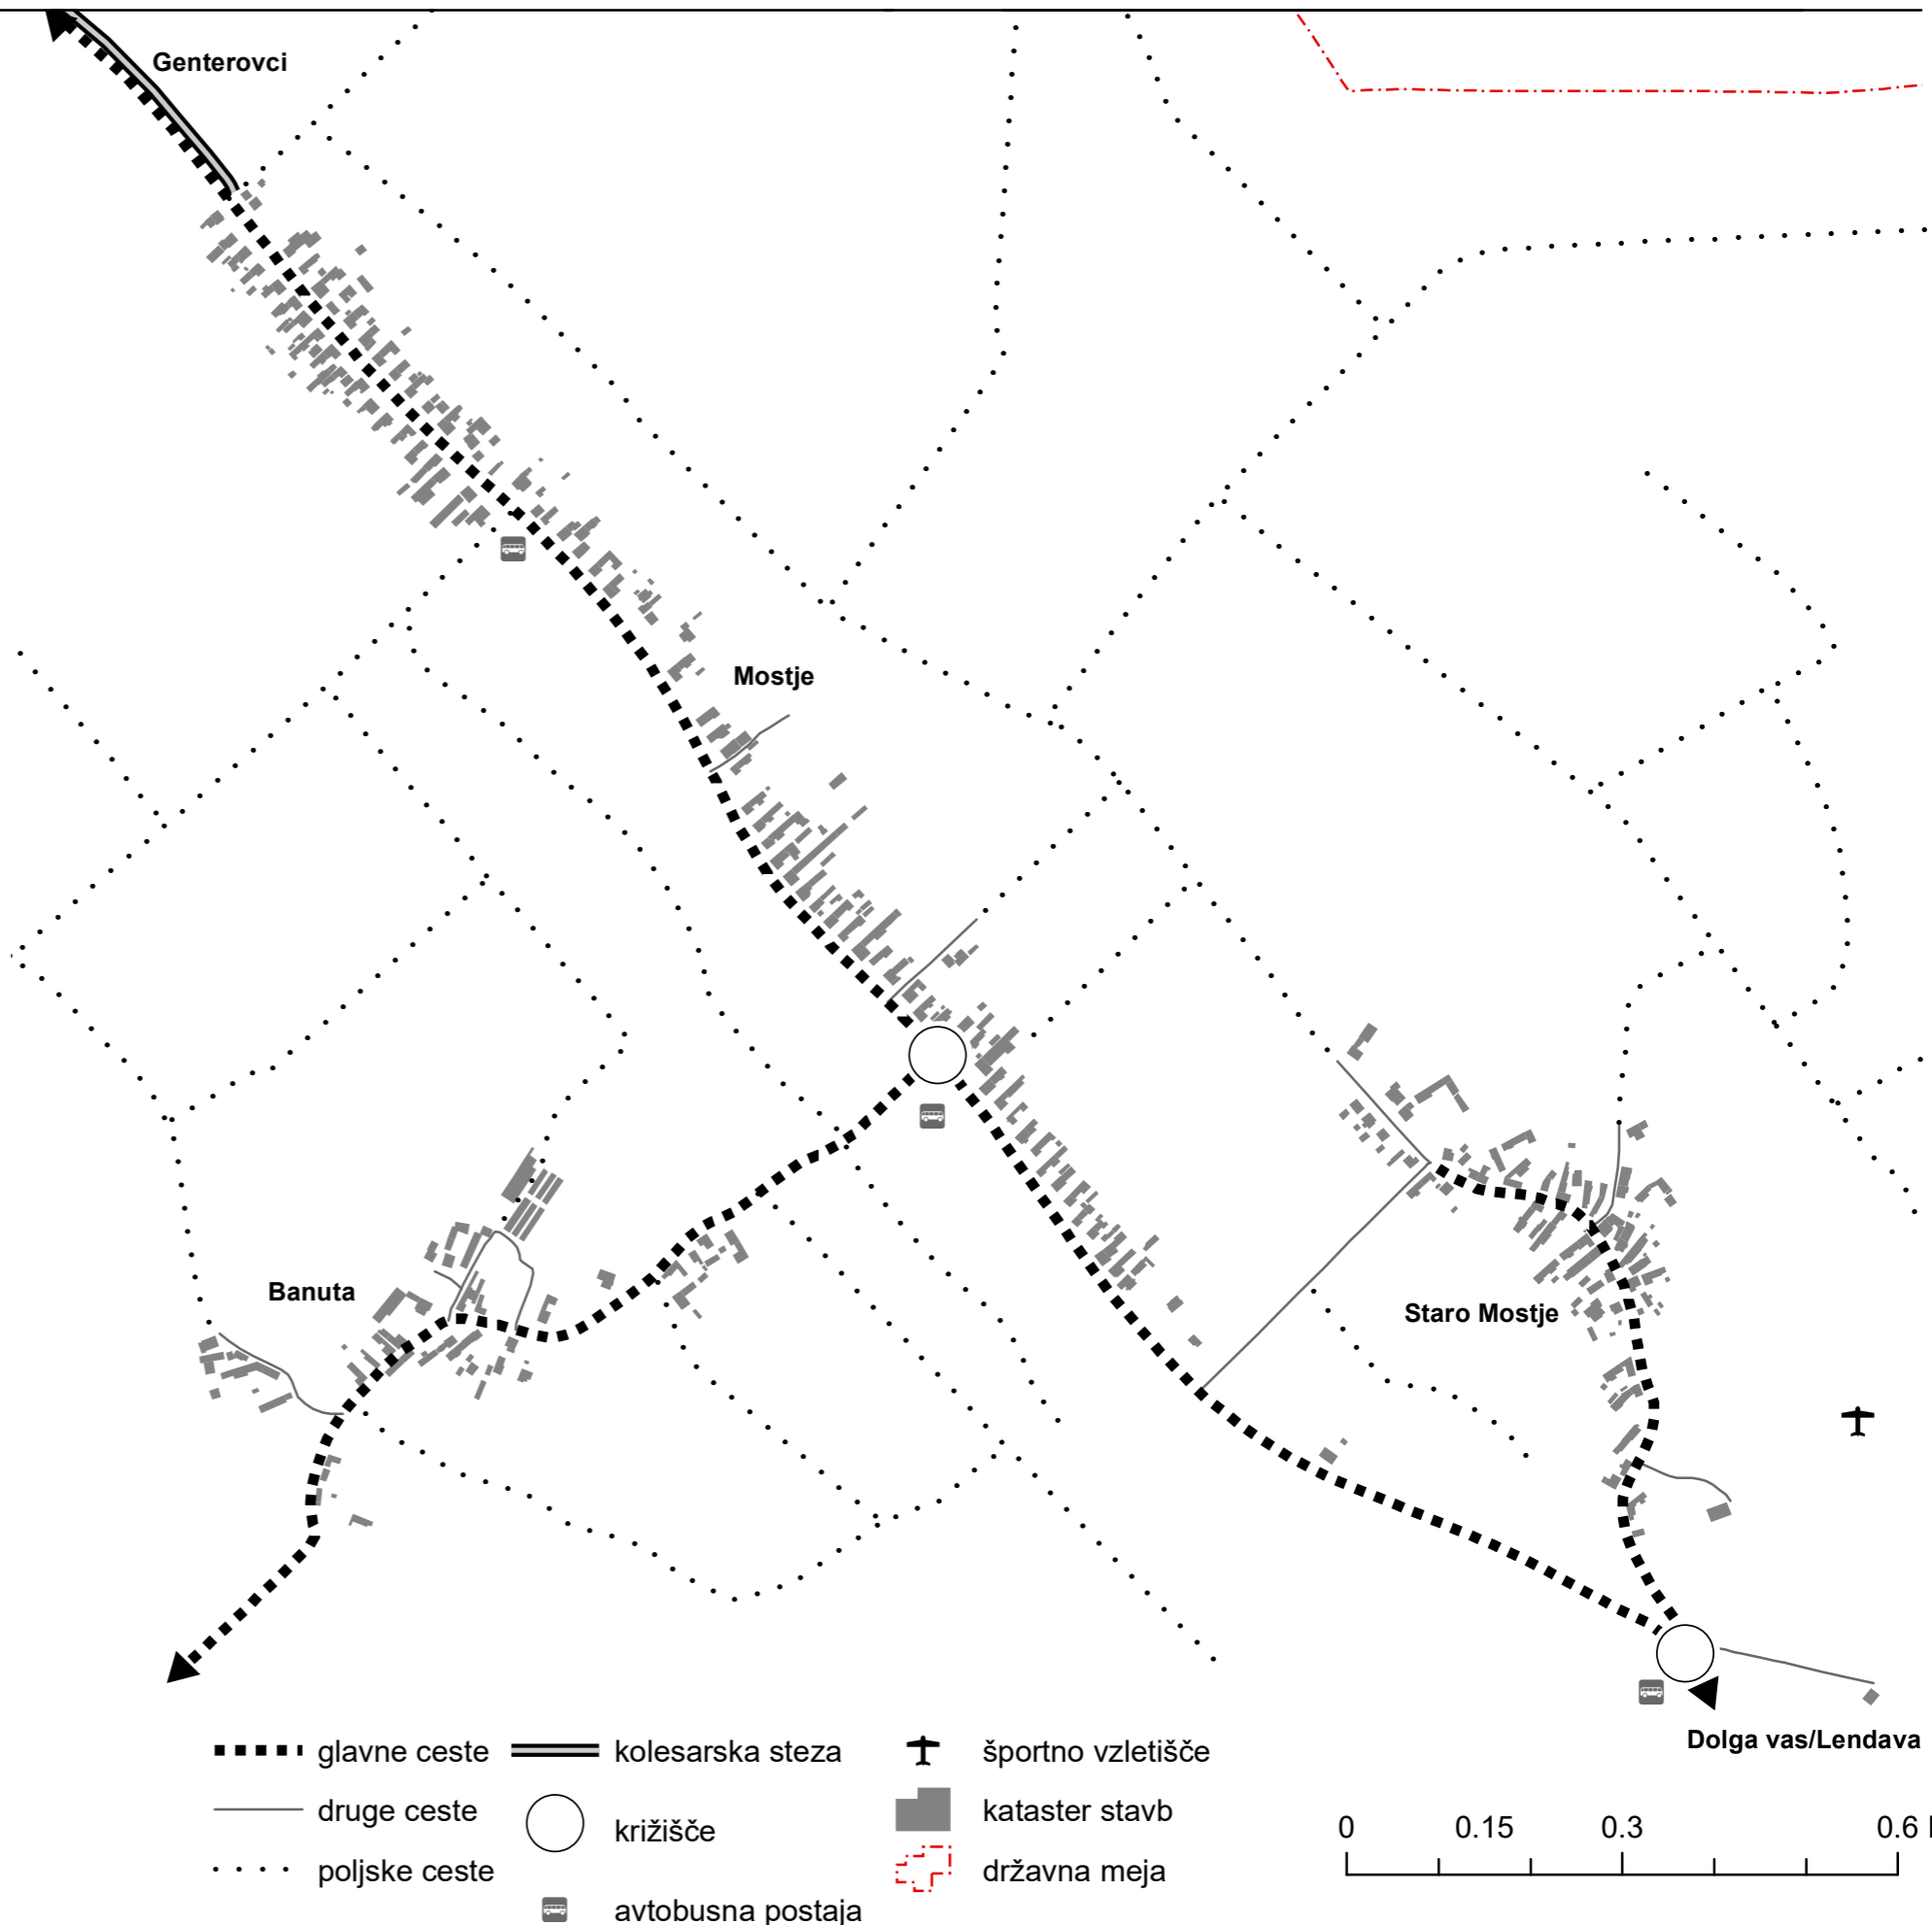 Genterovci
Mostje
Banuta
Staro Mostje
Dolga vas/Lendava
glavne ceste
kolesarska steza
športno vzletišče
druge ceste
križišče
kataster stavb
poljske ceste
državna meja
avtobusna postaja
0 0.15 0.3 0.6